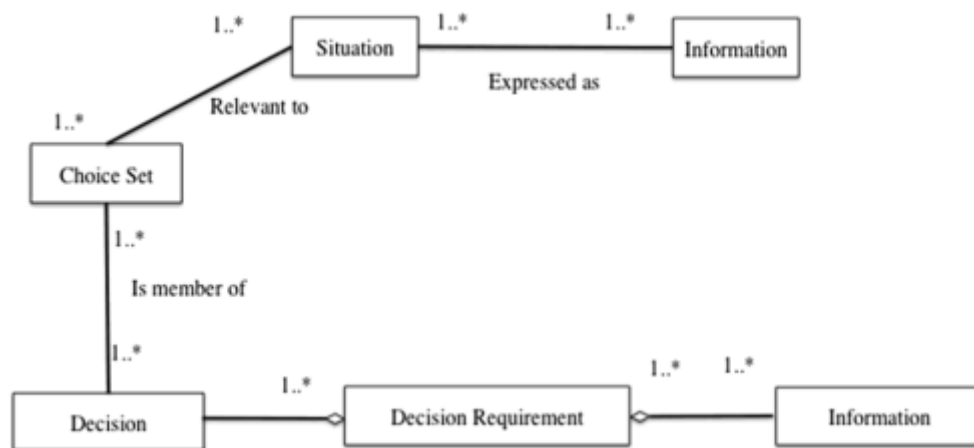 1..*
Situation
1..*
1..*
Information
Expressed as
Relevant to
1..*
Choice Set
1..*
Is member of
1..*
Decision
1..*
Decision Requirement
1..*
1..*
Information